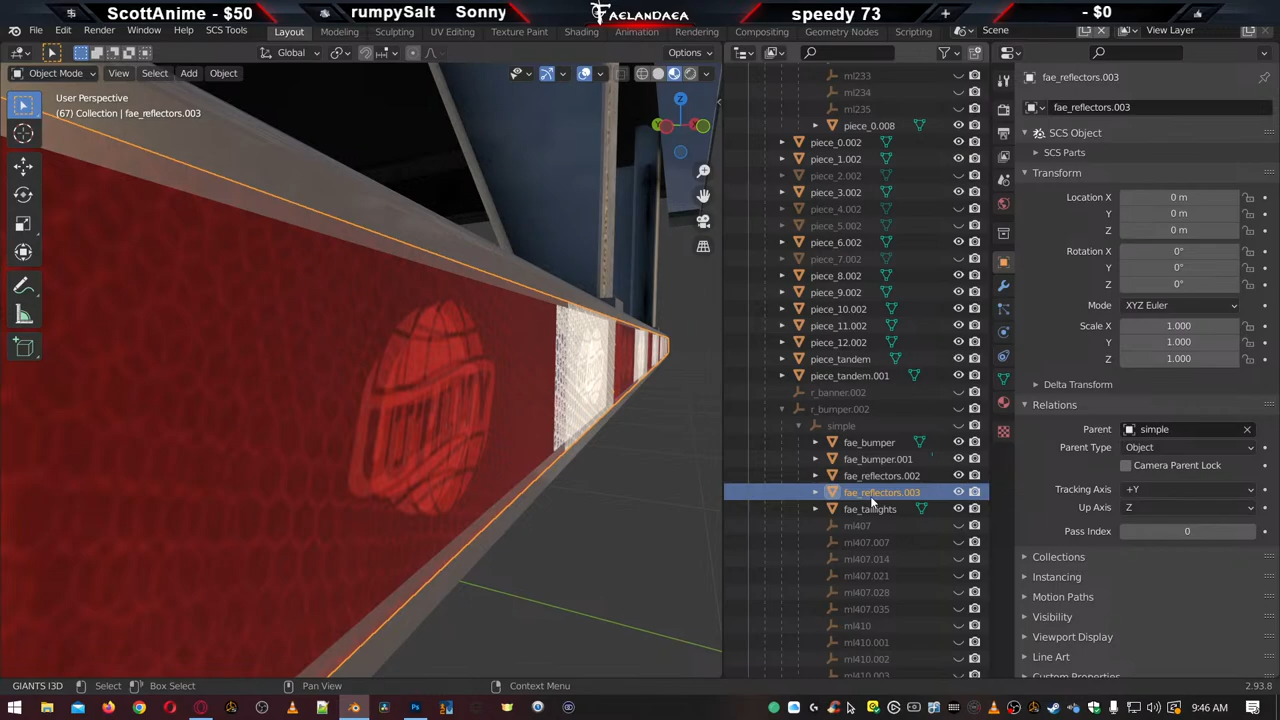 ScottAnime - $50
rumpySalt Sonny
FAELANDAEA
speedy 73
- $0
File Edit Render Window Help SCS Tools Layout Modeling Sculpting UV Editing Texture Paint Shading Animation Rendering Compositing Geometry Nodes Scripting Scene View Layer
Global Options
Object Mode View Select Add Object
User Perspective
(67) Collection | fae_reflectors.003
Z
Y
ml233
ml234
ml235
piece_0.008
piece_0.002
piece_1.002
piece_2.002
piece_3.002
piece_4.002
piece_5.002
piece_6.002
piece_7.002
piece_8.002
piece_9.002
piece_10.002
piece_11.002
piece_12.002
piece_tandem
piece_tandem.001
r_banner.002
r_bumper.002
simple
fae_bumper
fae_bumper.001
fae_reflectors.002
fae_reflectors.003
fae_taillights
ml407
ml407.007
ml407.014
ml407.021
ml407.028
ml407.035
ml410
ml410.001
ml410.002
ml410.003
fae_reflectors.003
fae_reflectors.003
SCS Object
SCS Parts
Transform
Location X 0 m
Y 0 m
Z 0 m
Rotation X 0°
Y 0°
Z 0°
Mode XYZ Euler
Scale X 1.000
Y 1.000
Z 1.000
Delta Transform
Relations
Parent simple
Parent Type Object
Camera Parent Lock
Tracking Axis +Y
Up Axis Z
Pass Index 0
Collections
Instancing
Motion Paths
Visibility
Viewport Display
Line Art
Custom Properties
GIANTS I3D Select Box Select Pan View Context Menu 2.93.8
9:46 AM